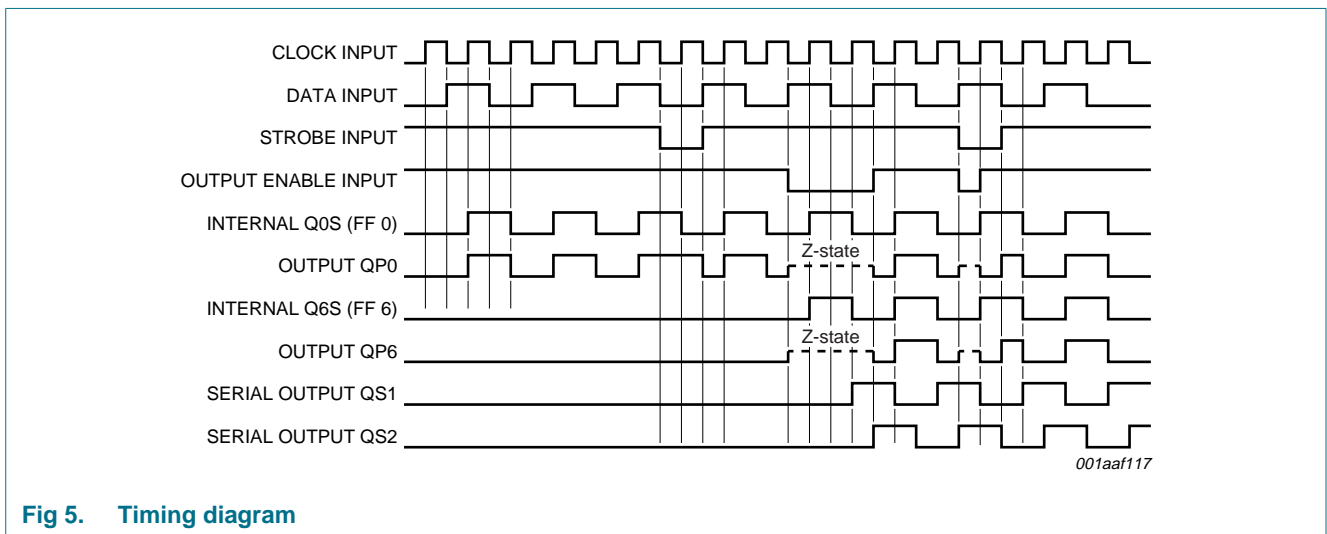 CLOCK INPUT
DATA INPUT
STROBE INPUT
OUTPUT ENABLE INPUT
INTERNAL Q0S (FF 0)
Z-state
OUTPUT QP0
INTERNAL Q6S (FF 6)
Z-state
OUTPUT QP6
SERIAL OUTPUT QS1
SERIAL OUTPUT QS2
001aaf117
Fig 5. Timing diagram